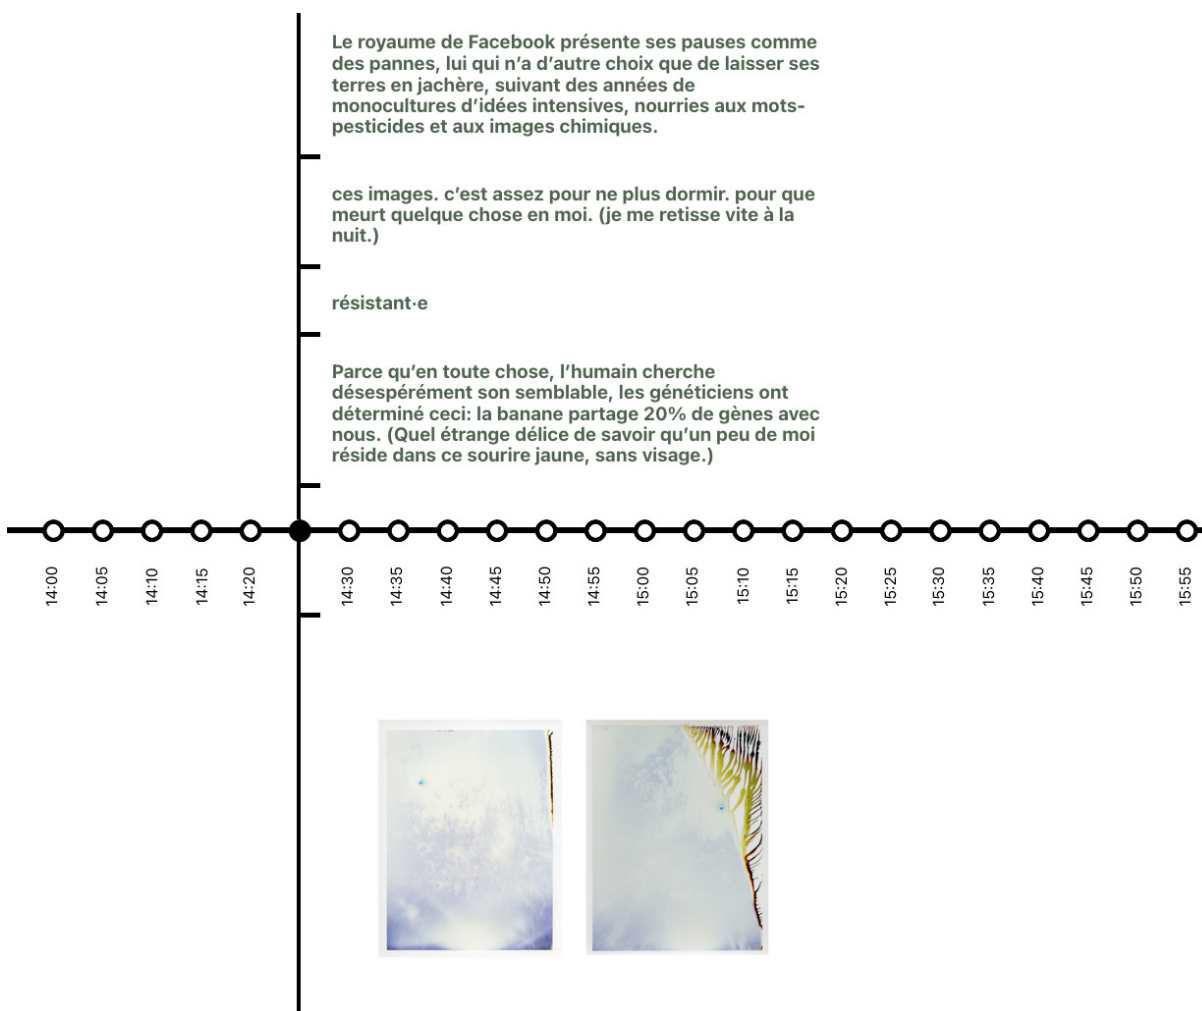 Le royaume de Facebook présente ses pauses comme
des pannes, lui qui n’a d’autre choix que de laisser ses
terres en jachère, suivant des années de
monocultures d’idées intensives, nourries aux mots-
pesticides et aux images chimiques.
ces images. c’est assez pour ne plus dormir. pour que
meurt quelque chose en moi. (je me retisse vite à la
nuit.)
résistant·e
Parce qu’en toute chose, l’humain cherche
désespérément son semblable, les généticiens ont
déterminé ceci: la banane partage 20% de gènes avec
nous. (Quel étrange délice de savoir qu’un peu de moi
réside dans ce sourire jaune, sans visage.)
14:00
14:05
14:10
14:15
14:20
14:30
14:35
14:40
14:45
14:50
14:55
15:00
15:05
15:10
15:15
15:20
15:25
15:30
15:35
15:40
15:45
15:50
15:55